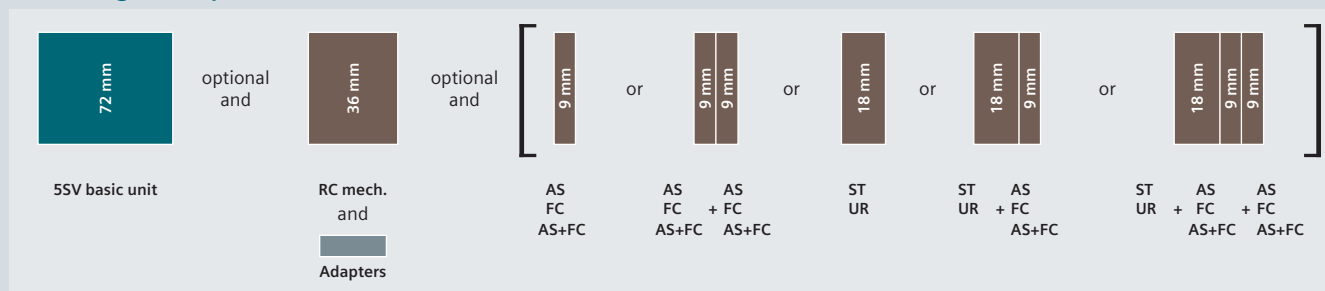 72 mm
optional
and
36 mm
optional
and
9 mm
or
9 mm 9 mm
or
18 mm
or
18 mm 9 mm
or
18 mm 9 mm 9 mm
5SV basic unit
RC mech.
and
Adapters
AS
FC
AS+FC
AS AS
FC + FC
AS+FC AS+FC
ST
UR
ST AS
UR + FC
AS+FC
ST AS AS
UR + FC + FC
AS+FC AS+FC